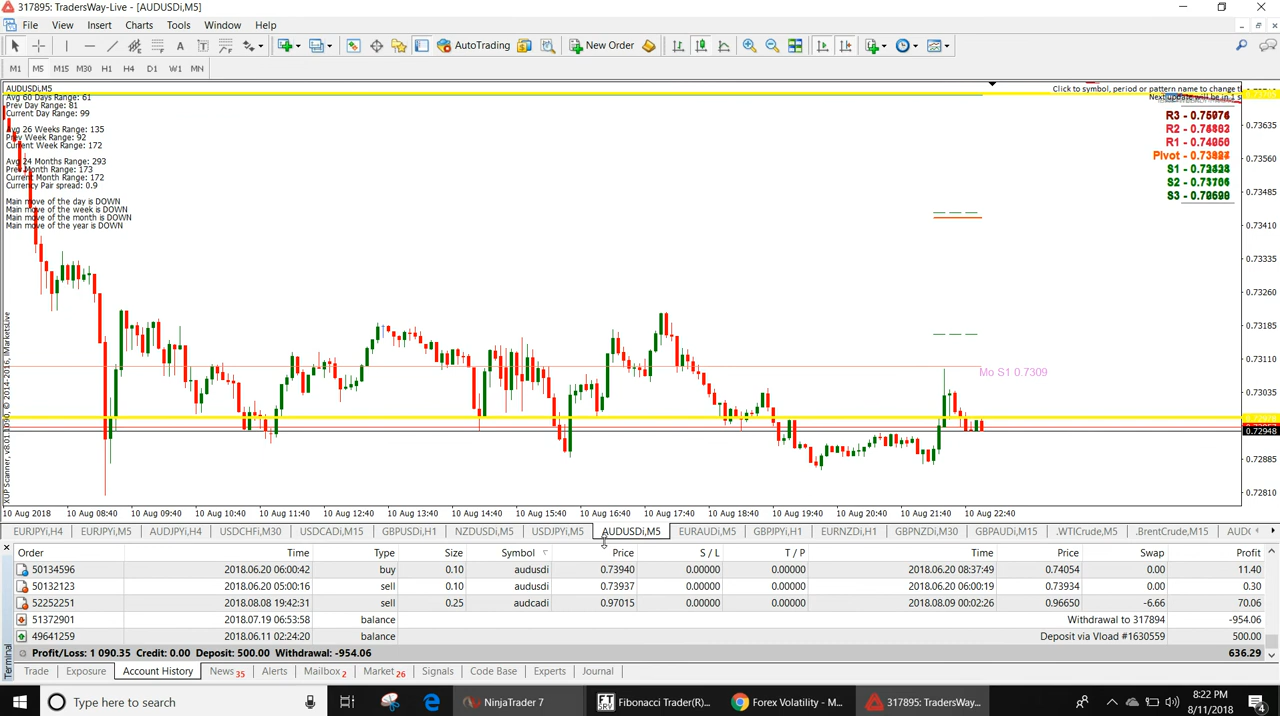 317895: TradersWay-Live - [AUDUSDi,M5]
File View Insert Charts Tools Window Help
A T AutoTrading New Order
M1 M5 M15 M30 H1 H4 D1 W1 MN
AUDUSDi,M5
Avg 60 Days Range: 61
Prev Day Range: 81
Current Day Range: 99
Avg 26 Weeks Range: 135
Prev Week Range: 92
Current Week Range: 172
Avg 24 Months Range: 293
Prev Month Range: 173
Current Month Range: 172
Currency Pair spread: 0.9
Main move of the day is DOWN
Main move of the week is DOWN
Main move of the month is DOWN
Main move of the year is DOWN
Click to symbol, period or pattern name to change t
Next update will be in 1 s
R3 -
R2 -
R1 -
Pivot -
S1 -
S2 -
S3 -
0.73635
0.73560
0.73485
0.73410
0.73335
0.73260
0.73185
0.73110
0.73035
0.72948
0.72885
0.72810
Mo S1 0.7309
10 Aug 2018 10 Aug 08:40 10 Aug 09:40 10 Aug 10:40 10 Aug 11:40 10 Aug 12:40 10 Aug 13:40 10 Aug 14:40 10 Aug 15:40 10 Aug 16:40 10 Aug 17:40 10 Aug 18:40 10 Aug 19:40 10 Aug 20:40 10 Aug 21:40 10 Aug 22:40
EURJPYi,H4 EURJPYi,M5 AUDJPYi,H4 USDCHFi,M30 USDCADi,M15 GBPUSDi,H1 NZDUSDi,M5 USDJPYi,M5 AUDUSDi,M5 EURAUDi,M5 GBPJPYi,H1 EURNZDi,H1 GBPNZDi,M30 GBPAUDi,M15 .WTICrude,M5 .BrentCrude,M15 AUDC
Order Time Type Size Symbol Price S / L T / P Time Price Swap Profit
50134596 2018.06.20 06:00:42 buy 0.10 audusdi 0.73940 0.00000 0.00000 2018.06.20 08:37:49 0.74054 0.00 11.40
50132123 2018.06.20 05:00:16 sell 0.10 audusdi 0.73937 0.00000 0.00000 2018.06.20 06:00:19 0.73934 0.00 0.30
52252251 2018.08.08 19:42:31 sell 0.25 audcadi 0.97015 0.00000 0.00000 2018.08.09 00:02:26 0.96650 -6.66 70.06
51372901 2018.07.19 06:53:58 balance Withdrawal to 317894 -954.06
49641259 2018.06.11 02:24:20 balance Deposit via Vload #1630559 500.00
Profit/Loss: 1 090.35 Credit: 0.00 Deposit: 500.00 Withdrawal: -954.06 636.29
Terminal
Trade Exposure Account History News 35 Alerts Mailbox 2 Market 26 Signals Code Base Experts Journal
Type here to search NinjaTrader 7 Fibonacci Trader(R)... Forex Volatility - M... 317895: TradersWay... 8:22 PM
8/11/2018 4